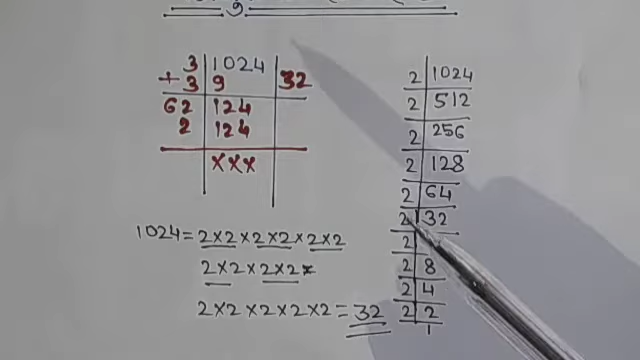 3 | 1024 |
+ 3 | 9 | 32
62 | 124
2 | 124
xxx
1024 = 2×2 × 2×2 × 2×2
2×2 × 2×2 ×
2×2 ×2×2×2 = 32
2 | 1024
2 | 512
2 | 256
2 | 128
2 | 64
2 | 32
2
2 | 8
2 | 4
2 | 2
1